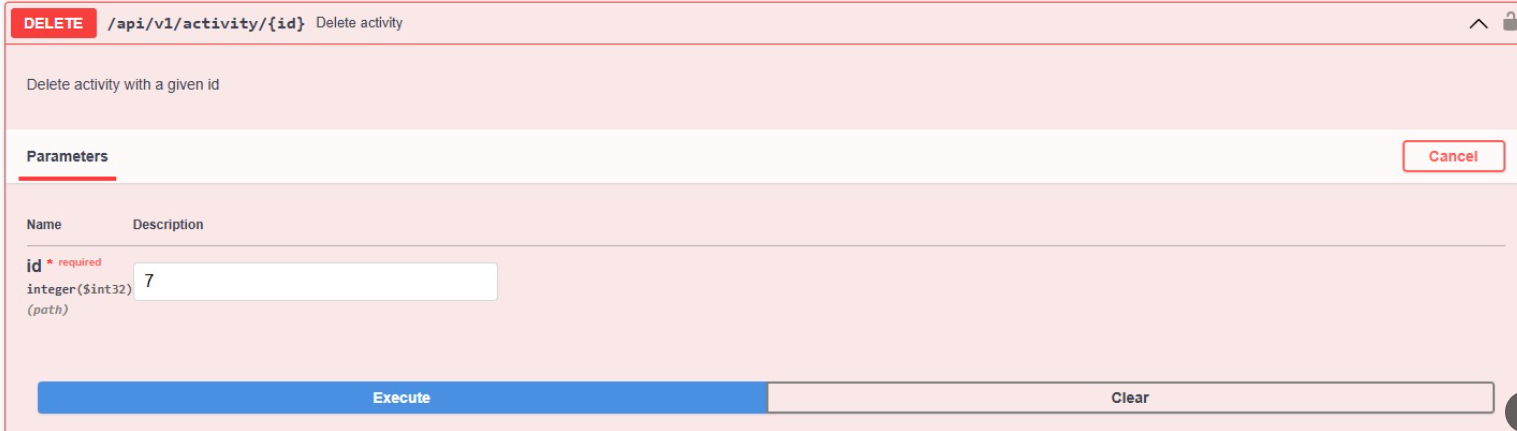 DELETE /api/v1/activity/{id} Delete activity
Delete activity with a given id
Parameters Cancel
Name Description
id * required
integer($int32)
(path)
7
Execute Clear